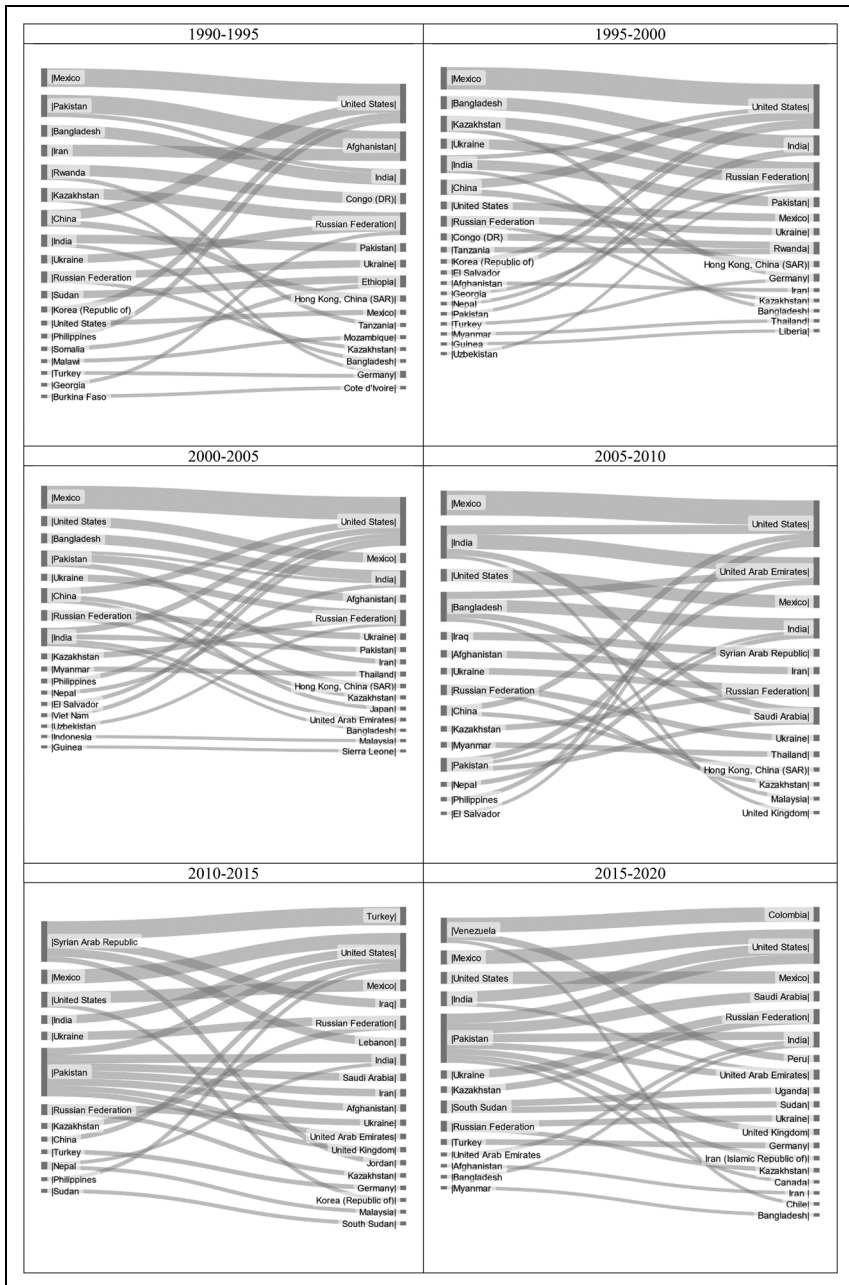 1990-1995
|Mexico
|Pakistan
|Bangladesh
|Iran
|Rwanda
|Kazakhstan
|China
|India
|Ukraine
|Russian Federation
|Sudan
|Korea (Republic of)
|United States
|Philippines
|Somalia
|Malawi
|Turkey
|Georgia
|Burkina Faso
United States|
Afghanistan|
India|
Congo (DR)|
Russian Federation|
Pakistan|
Ukraine|
Ethiopia|
Hong Kong, China (SAR)|
Mexico|
Tanzania|
Mozambique|
Kazakhstan|
Bangladesh|
Germany|
Cote d'Ivoire|
1995-2000
|Mexico
|Bangladesh
|Kazakhstan
|Ukraine
|India
|China
|United States
|Russian Federation
|Congo (DR)
|Tanzania
|Korea (Republic of)
|El Salvador
|Afghanistan
|Georgia
|Nepal
|Pakistan
|Turkey
|Myanmar
|Guinea
|Uzbekistan
United States|
India|
Russian Federation|
Pakistan|
Mexico|
Ukraine|
Rwanda|
Hong Kong, China (SAR)|
Germany|
Iran|
Kazakhstan|
Bangladesh|
Thailand|
Liberia|
2000-2005
|Mexico
|United States
|Bangladesh
|Pakistan
|Ukraine
|China
|Russian Federation
|India
|Kazakhstan
|Myanmar
|Philippines
|Nepal
|El Salvador
|Viet Nam
|Uzbekistan
|Indonesia
|Guinea
United States|
Mexico|
India|
Afghanistan|
Russian Federation|
Ukraine|
Pakistan|
Iran|
Thailand|
Hong Kong, China (SAR)|
Kazakhstan|
Japan|
United Arab Emirates|
Bangladesh|
Malaysia|
Sierra Leone|
2005-2010
|Mexico
|India
|United States
|Bangladesh
|Iraq
|Afghanistan
|Ukraine
|Russian Federation
|China
|Kazakhstan
|Myanmar
|Pakistan
|Nepal
|Philippines
|El Salvador
United States|
United Arab Emirates|
Mexico|
India|
Syrian Arab Republic|
Iran|
Russian Federation|
Saudi Arabia|
Ukraine|
Thailand|
Hong Kong, China (SAR)|
Kazakhstan|
Malaysia|
United Kingdom|
2010-2015
|Syrian Arab Republic
|Mexico
|United States
|India
|Ukraine
|Pakistan
|Russian Federation
|Kazakhstan
|China
|Turkey
|Nepal
|Philippines
|Sudan
Turkey|
United States|
Mexico|
Iraq|
Russian Federation|
Lebanon|
India|
Saudi Arabia|
Iran|
Afghanistan|
Ukraine|
United Arab Emirates|
United Kingdom|
Jordan|
Kazakhstan|
Germany|
Korea (Republic of)|
Malaysia|
South Sudan|
2015-2020
|Venezuela
|Mexico
|United States
|India
|Pakistan
|Ukraine
|Kazakhstan
|South Sudan
|Russian Federation
|Turkey
|United Arab Emirates
|Afghanistan
|Bangladesh
|Myanmar
Colombia|
United States|
Mexico|
Saudi Arabia|
Russian Federation|
India|
Peru|
United Arab Emirates|
Uganda|
Sudan|
Ukraine|
United Kingdom|
Germany|
Iran (Islamic Republic of)|
Kazakhstan|
Canada|
Iran |
Chile|
Bangladesh|